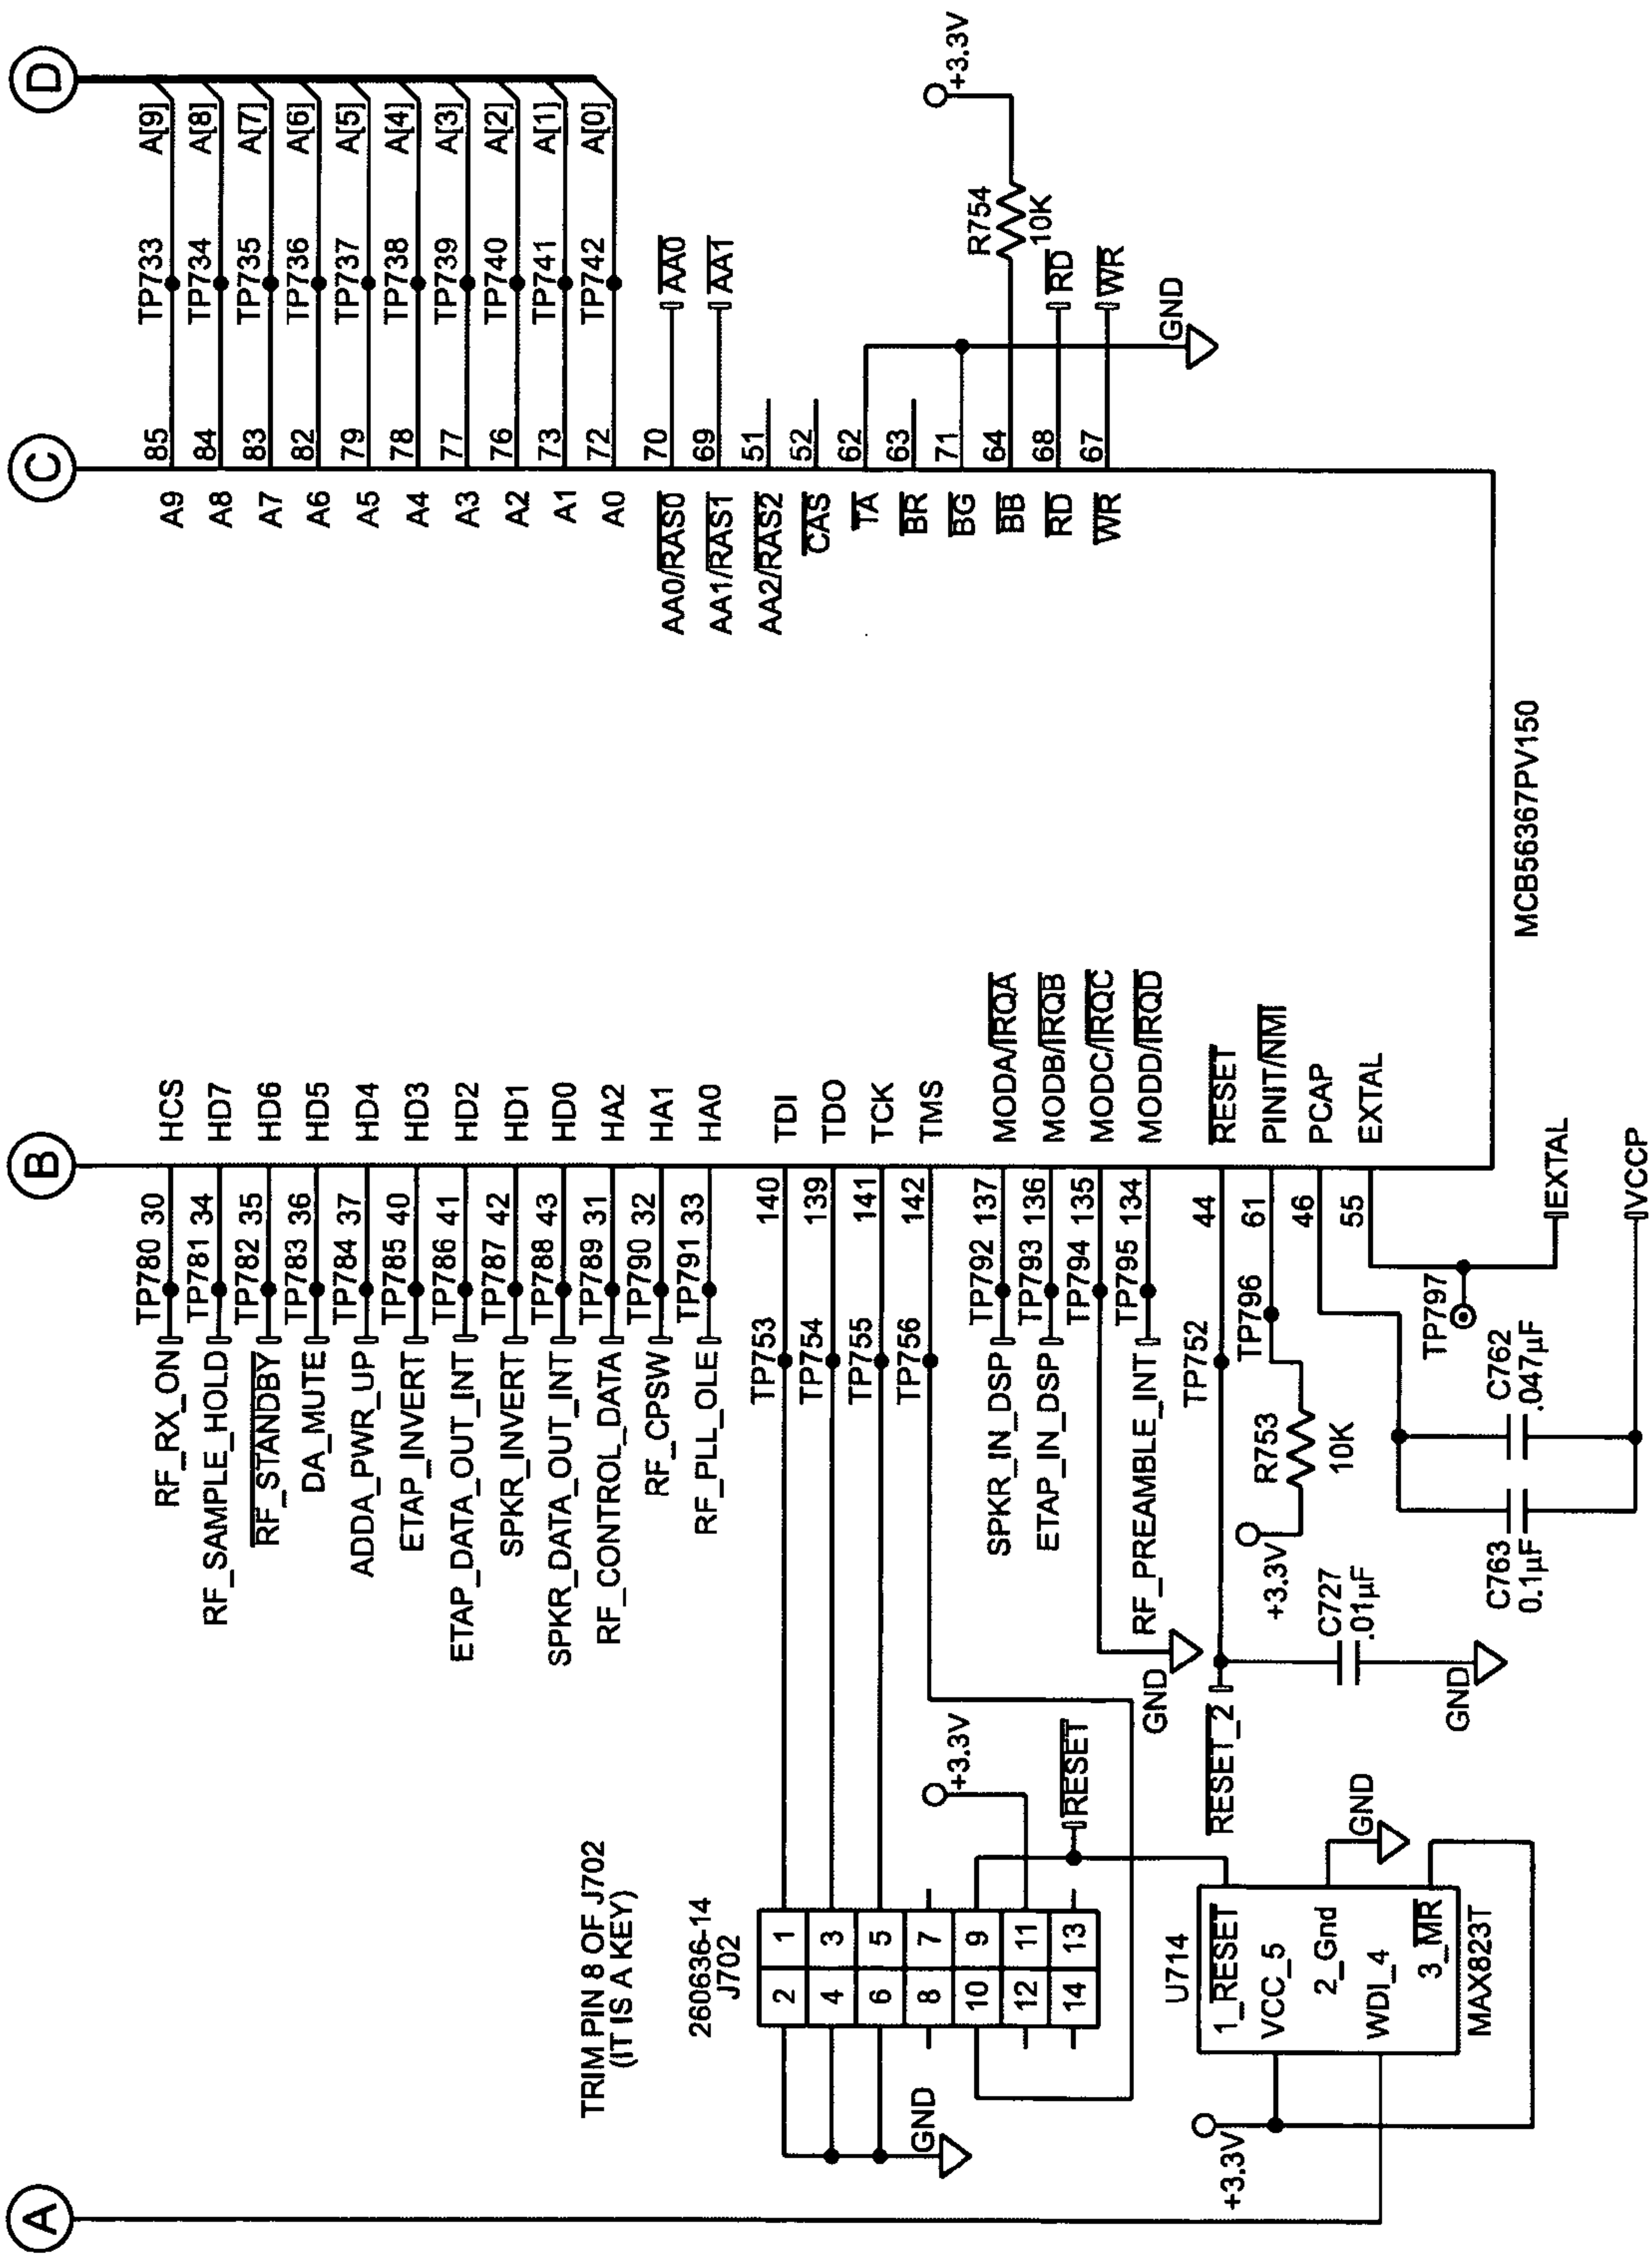 A
B
C
D
RF_RX_ON TP780 30 HCS
RF_SAMPLE_HOLD TP781 34 HD7
RF_STANDBY TP782 35 HD6
DA_MUTE TP783 36 HD5
ADDA_PWR_UP TP784 37 HD4
ETAP_INVERT TP785 40 HD3
ETAP_DATA_OUT_INT TP786 41 HD2
SPKR_INVERT TP787 42 HD1
SPKR_DATA_OUT_INT TP788 43 HD0
RF_CONTROL_DATA TP789 31 HA2
RF_CPSW TP790 32 HA1
RF_PLL_OLE TP791 33 HA0
A9 85 TP733 A[9]
A8 84 TP734 A[8]
A7 83 TP735 A[7]
A6 82 TP736 A[6]
A5 79 TP737 A[5]
A4 78 TP738 A[4]
A3 77 TP739 A[3]
A2 76 TP740 A[2]
A1 73 TP741 A[1]
A0 72 TP742 A[0]
AA0/RAS0 70 AA0
AA1/RAS1 69 AA1
AA2/RAS2 51
CAS 52
TA 62
BR 63
BG 71
BB 64
RD 68 RD
WR 67 WR
R754
10K
+3.3V
GND
TRIM PIN 8 OF J702
(IT IS A KEY)
260636-14
J702
2 1
4 3
6 5
8 7
10 9
12 11
14 13
GND
+3.3V
RESET
TP753 140 TDI
TP754 139 TDO
TP755 141 TCK
TP756 142 TMS
SPKR_IN_DSP TP792 137 MODA/IRQA
ETAP_IN_DSP TP793 136 MODB/IRQB
TP794 135 MODC/IRQC
RF_PREAMBLE_INT TP795 134 MODD/IRQD
GND
RESET_2 TP752 44 RESET
TP796 61 PINIT/NMI
46 PCAP
55 EXTAL
R753
10K
+3.3V
C727
.01µF
GND
U714
1_RESET
VCC_5
2_Gnd
WDI_4
3_MR
MAX823T
+3.3V
GND
TP797
C762
.047µF
C763
0.1µF
EXTAL
VCCP
MCB56367PV150